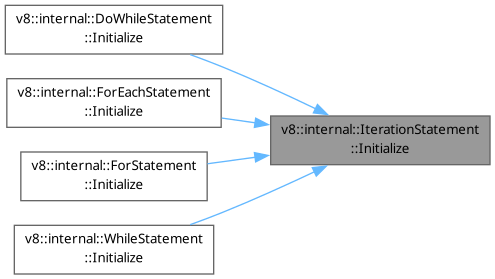 v8::internal::DoWhileStatement
::Initialize
v8::internal::ForEachStatement
::Initialize
v8::internal::IterationStatement
::Initialize
v8::internal::ForStatement
::Initialize
v8::internal::WhileStatement
::Initialize